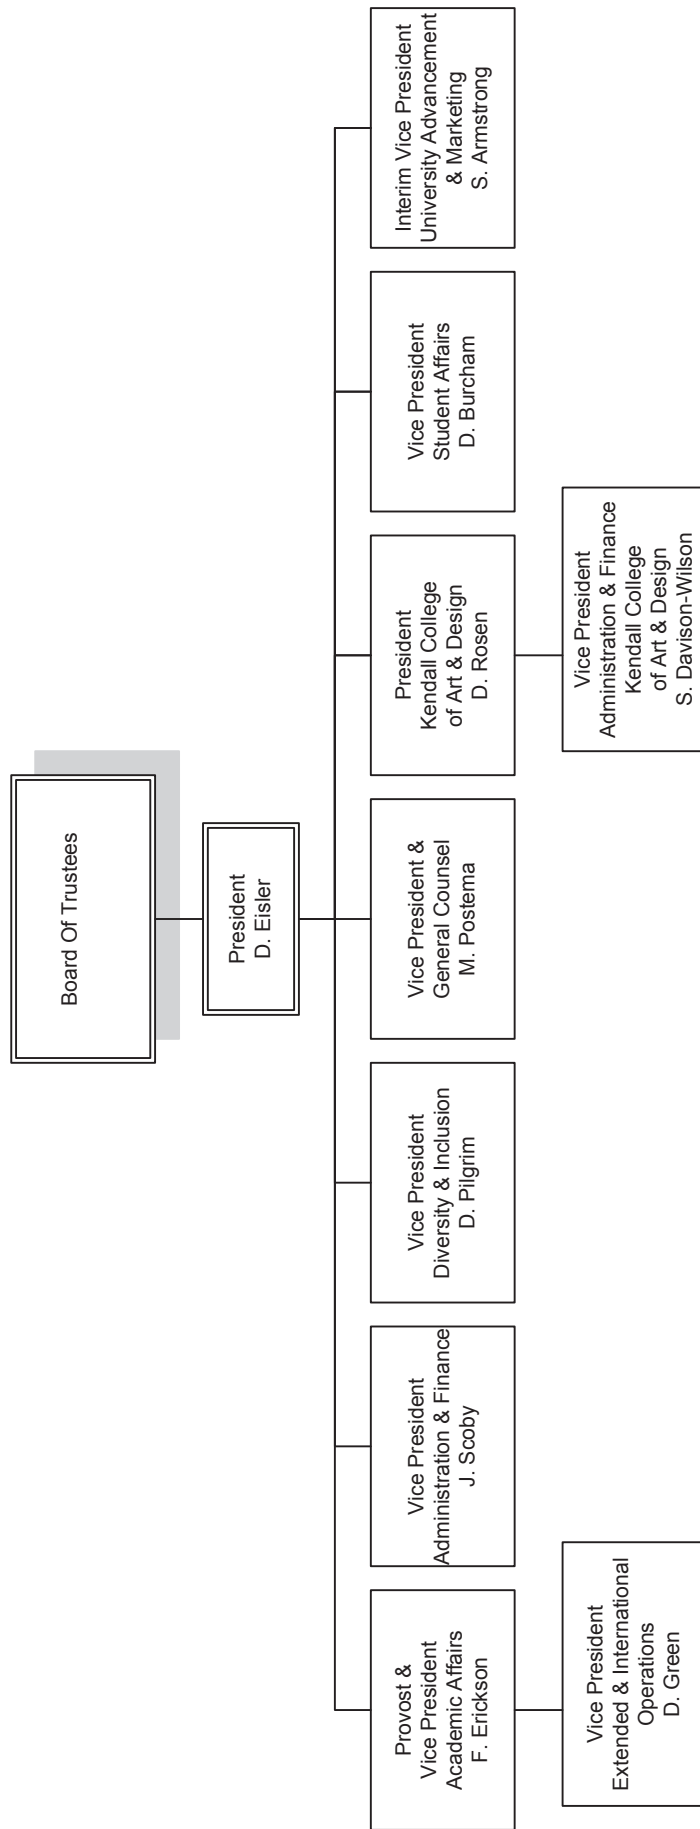 Board Of Trustees
President
D. Eisler
Provost &
Vice President
Academic Affairs
F. Erickson
Vice President
Administration & Finance
J. Scoby
Vice President
Diversity & Inclusion
D. Pilgrim
Vice President &
General Counsel
M. Postema
President
Kendall College
of Art & Design
D. Rosen
Vice President
Student Affairs
D. Burcham
Interim Vice President
University Advancement
& Marketing
S. Armstrong
Vice President
Extended & International
Operations
D. Green
Vice President
Administration & Finance
Kendall College
of Art & Design
S. Davison-Wilson